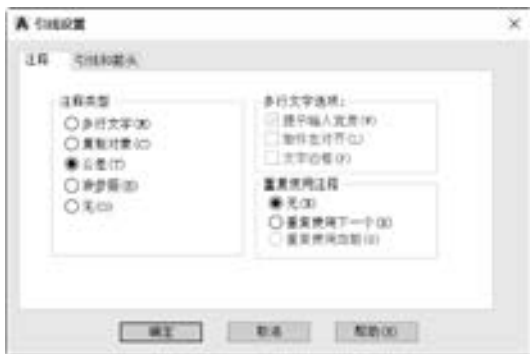 引线设置
注释 引线和箭头
注释类型
多行文字(M)
复制对象(C)
公差(T)
块参照(B)
无(O)
多行文字选项:
提示输入宽度(W)
始终左对齐(L)
文字边框(F)
重复使用注释
无(N)
重复使用下一个(E)
重复使用当前(U)
确定 取消 帮助(H)